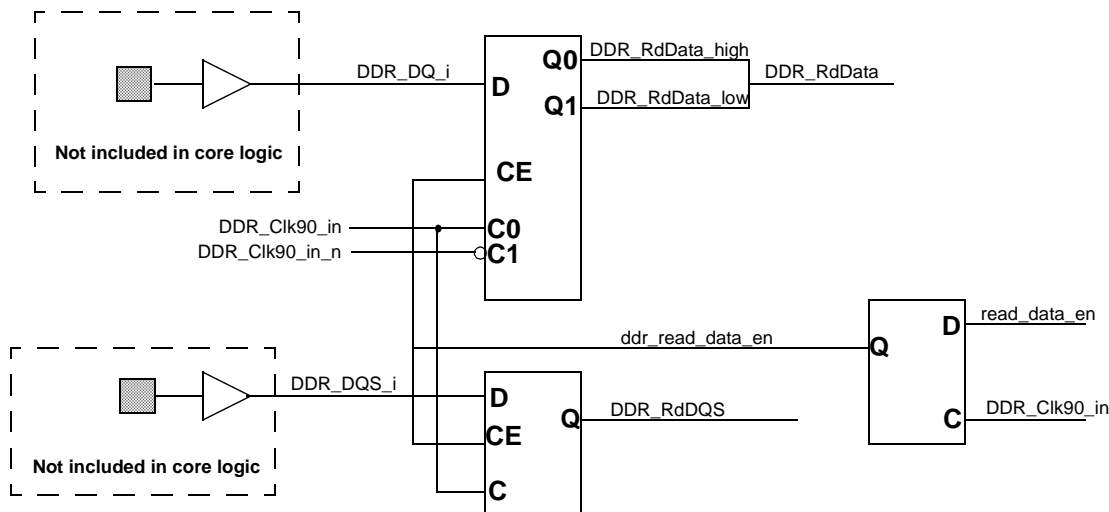 DDR_DQ_i
Not included in core logic
D
Q0
Q1
CE
C0
C1
DDR_RdData_high
DDR_RdData_low
DDR_RdData
DDR_Clk90_in
DDR_Clk90_in_n
ddr_read_data_en
Q
D
C
read_data_en
DDR_Clk90_in
DDR_DQS_i
Not included in core logic
D
CE
C
Q
DDR_RdDQS